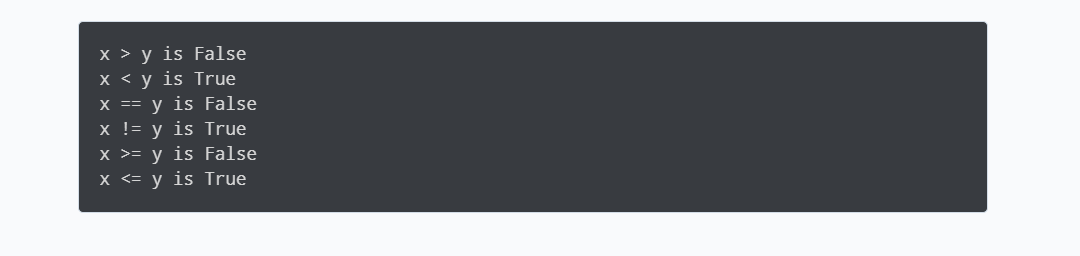 x > y is False
x < y is True
x == y is False
x != y is True
x >= y is False
x <= y is True